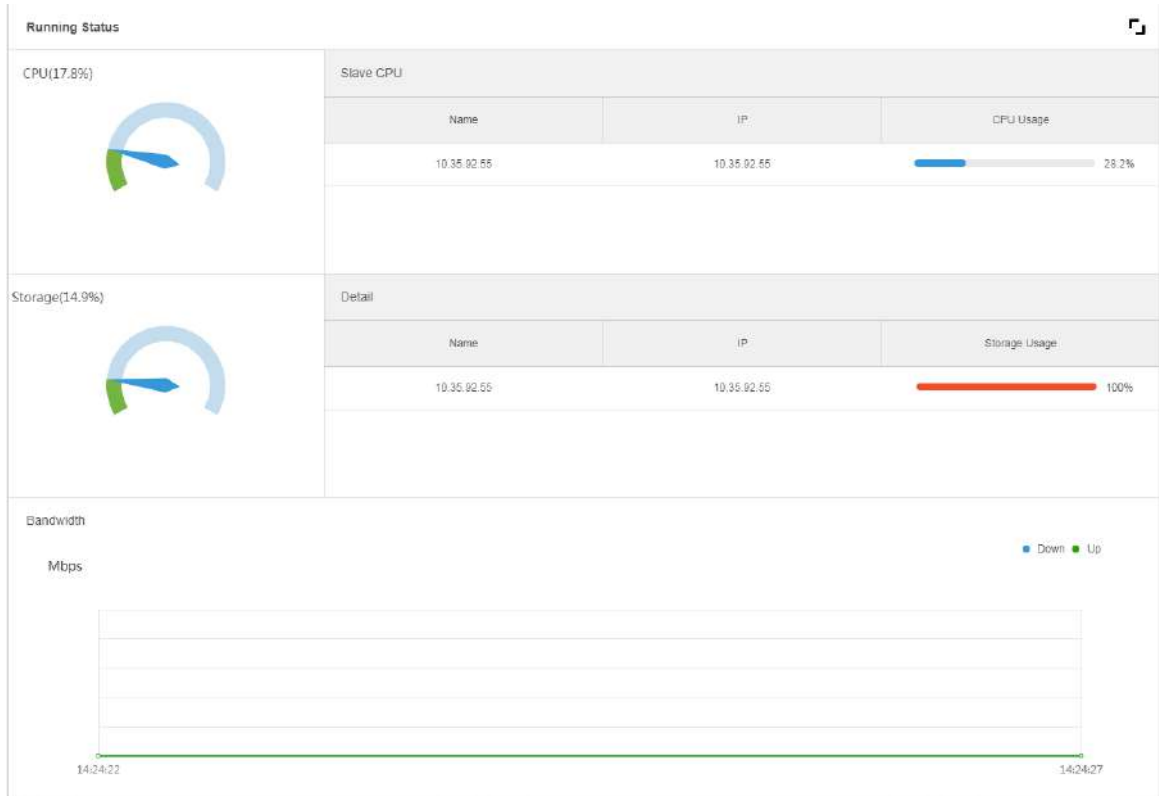 Running Status
CPU(17.8%)
Slave CPU
Name IP CPU Usage
10.35.92.55 10.35.92.55 28.2%
Storage(14.9%)
Detail
Name IP Storage Usage
10.35.92.55 10.35.92.55 100%
Bandwidth
Down Up
Mbps
14:24:22 14:24:27